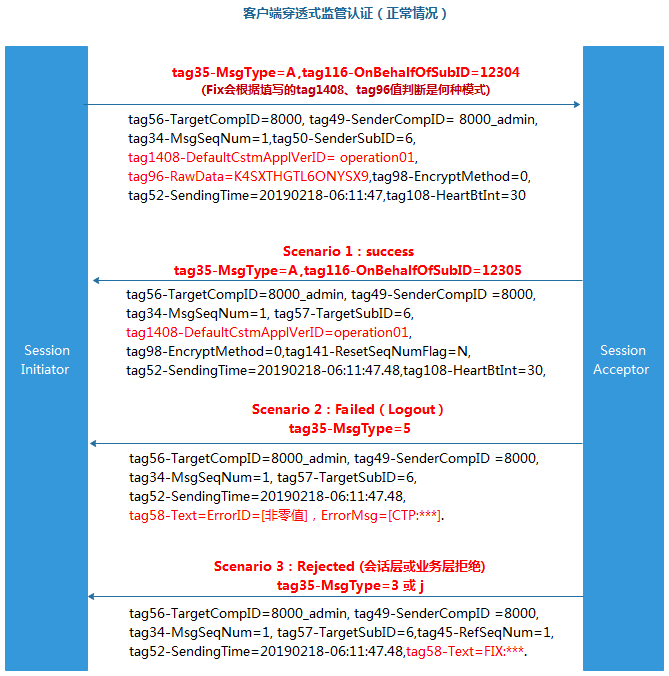 客户端穿透式监管认证（正常情况）
tag35-MsgType=A,tag116-OnBehalfOfSubID=12304
(Fix会根据填写的tag1408、tag96值判断是何种模式)
tag56-TargetCompID=8000, tag49-SenderCompID= 8000_admin,
tag34-MsgSeqNum=1,tag50-SenderSubID=6,
tag1408-DefaultCstmApplVerID= operation01,
tag96-RawData=K4SXTHGTL6ONYSX9,tag98-EncryptMethod=0,
tag52-SendingTime=20190218-06:11:47,tag108-HeartBtInt=30
Scenario 1：success
tag35-MsgType=A,tag116-OnBehalfOfSubID=12305
tag56-TargetCompID=8000_admin, tag49-SenderCompID =8000,
tag34-MsgSeqNum=1, tag57-TargetSubID=6,
tag1408-DefaultCstmApplVerID=operation01,
tag98-EncryptMethod=0,tag141-ResetSeqNumFlag=N,
tag52-SendingTime=20190218-06:11:47.48,tag108-HeartBtInt=30,
Session
Initiator
Session
Acceptor
Scenario 2：Failed（Logout）
tag35-MsgType=5
tag56-TargetCompID=8000_admin, tag49-SenderCompID =8000,
tag34-MsgSeqNum=1, tag57-TargetSubID=6,
tag52-SendingTime=20190218-06:11:47.48,
tag58-Text=ErrorID=[非零值]，ErrorMsg=[CTP:***].
Scenario 3：Rejected (会话层或业务层拒绝)
tag35-MsgType=3 或 j
tag56-TargetCompID=8000_admin, tag49-SenderCompID =8000,
tag34-MsgSeqNum=1, tag57-TargetSubID=6,tag45-RefSeqNum=1,
tag52-SendingTime=20190218-06:11:47.48,tag58-Text=FIX:***.